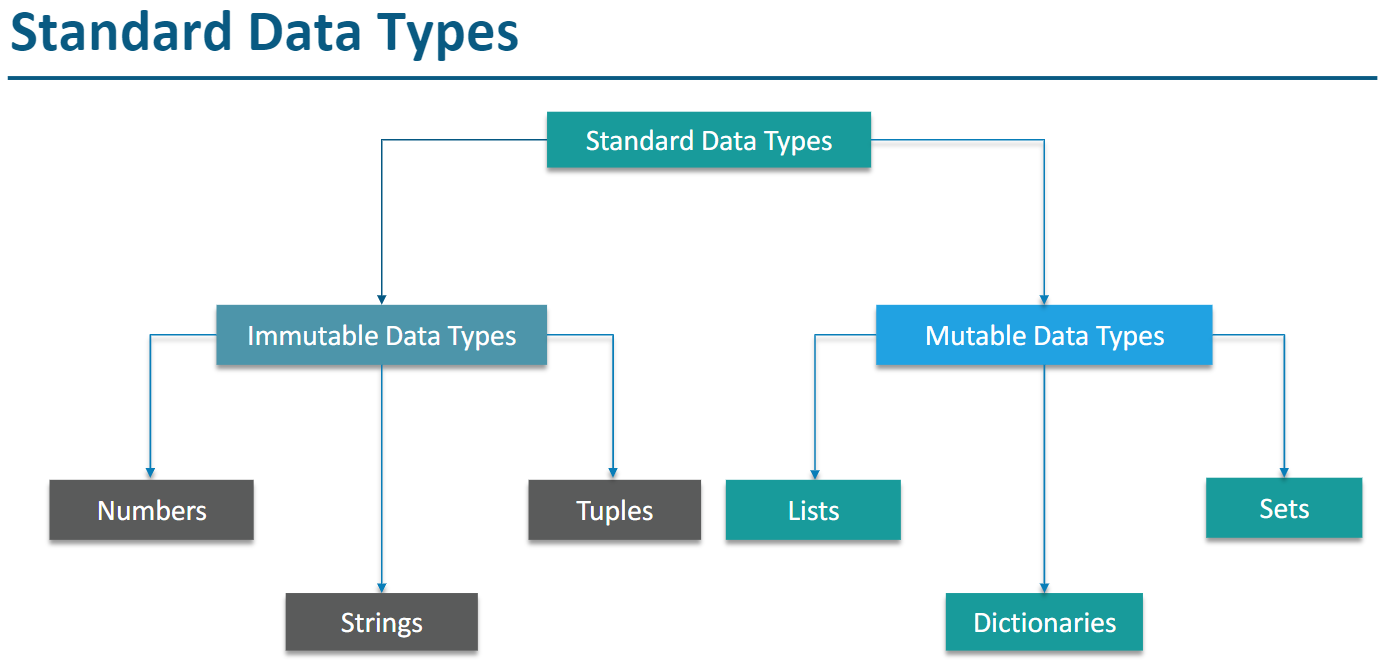 Standard Data Types
Standard Data Types
Immutable Data Types
Mutable Data Types
Numbers
Tuples
Lists
Sets
Strings
Dictionaries